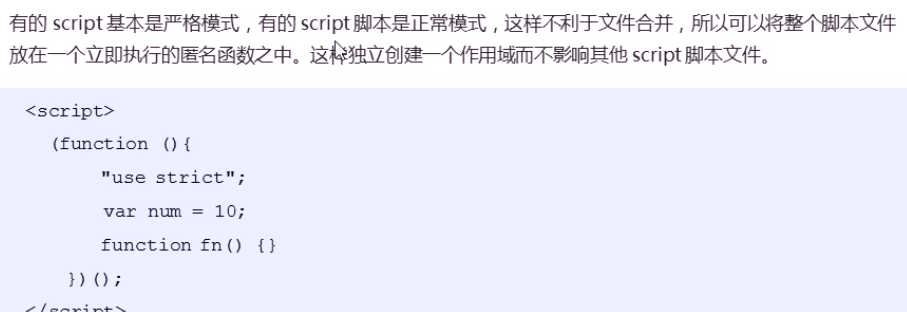 有的 script 基本是严格模式，有的 script 脚本是正常模式，这样不利于文件合并，所以可以将整个脚本文件
放在一个立即执行的匿名函数之中。这样独立创建一个作用域而不影响其他 script 脚本文件。
<script>
(function (){
"use strict";
var num = 10;
function fn() {}
})();
</script>